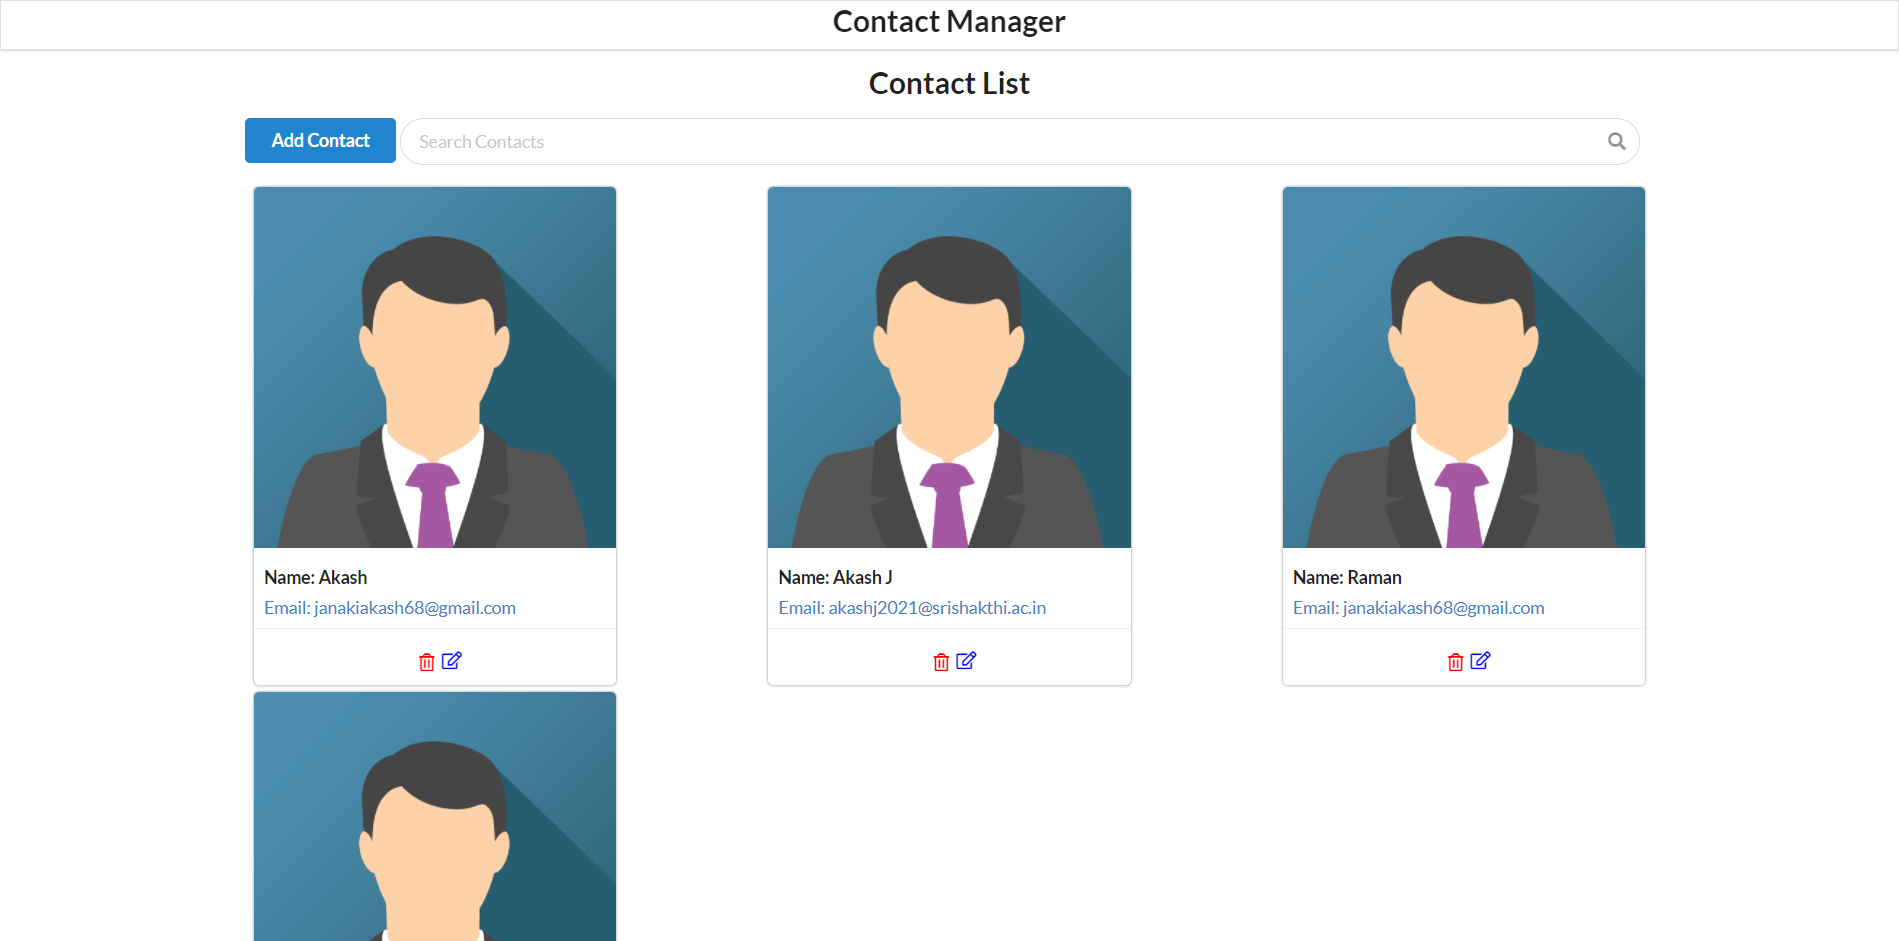 Contact Manager
Contact List
Add Contact
Search Contacts
Name: Akash
Email: janakiakash68@gmail.com
Name: Akash J
Email: akashj2021@srishakthi.ac.in
Name: Raman
Email: janakiakash68@gmail.com